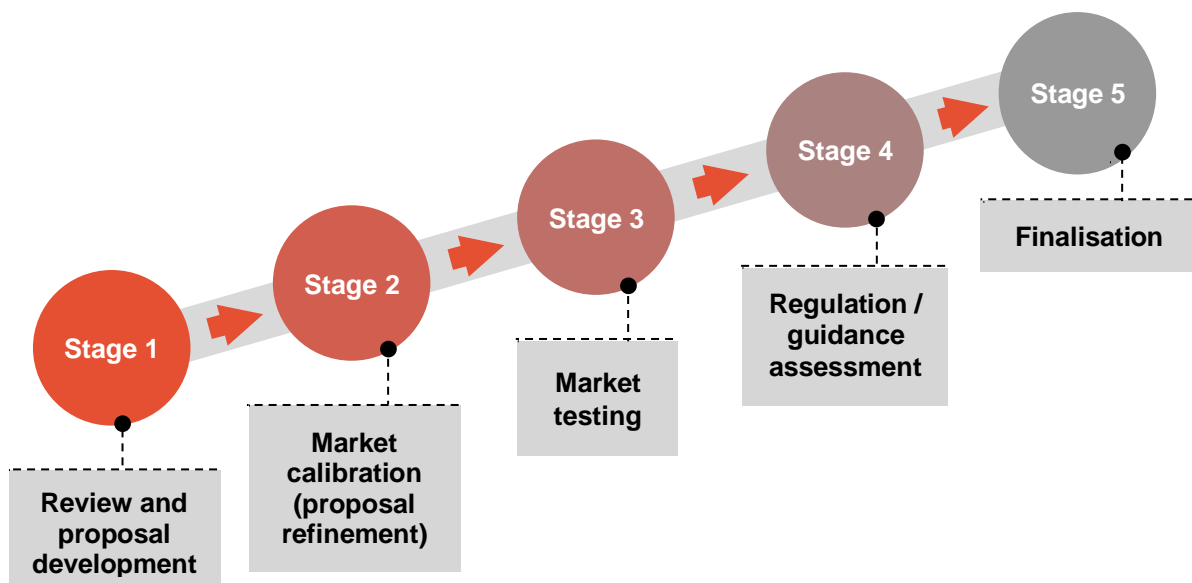 Stage 1
Review and
proposal
development
Stage 2
Market
calibration
(proposal
refinement)
Stage 3
Market
testing
Stage 4
Regulation /
guidance
assessment
Stage 5
Finalisation